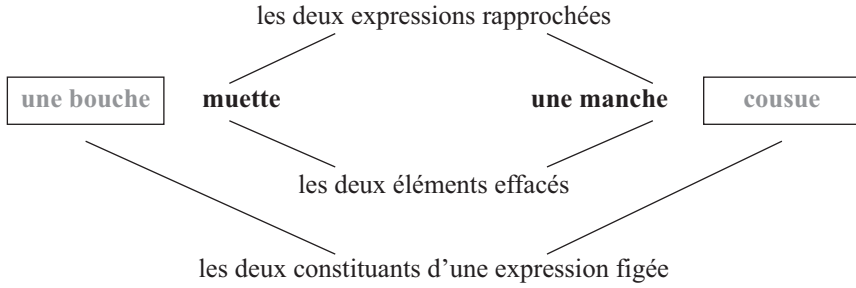 les deux expressions rapprochées
une bouche muette une manche cousue
les deux éléments effacés
les deux constituants d’une expression figée